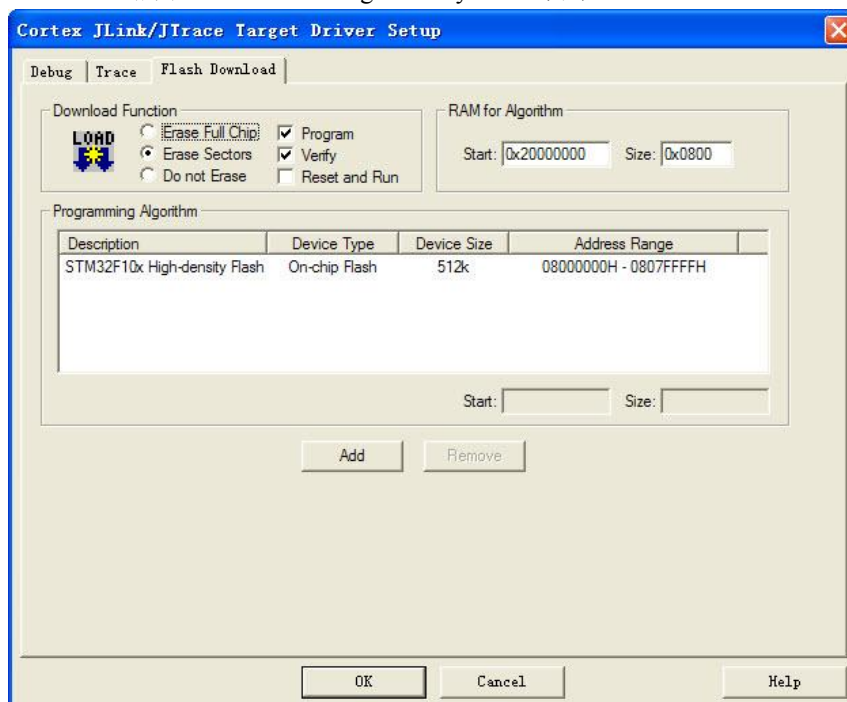 Cortex JLink/JTrace Target Driver Setup
Debug Trace Flash Download
Download Function
LOAD
Erase Full Chip
Erase Sectors
Do not Erase
Program
Verify
Reset and Run
RAM for Algorithm
Start: 0x20000000 Size: 0x0800
Programming Algorithm
Description Device Type Device Size Address Range
STM32F10x High-density Flash On-chip Flash 512k 08000000H - 0807FFFFH
Start: Size:
Add Remove
OK Cancel Help